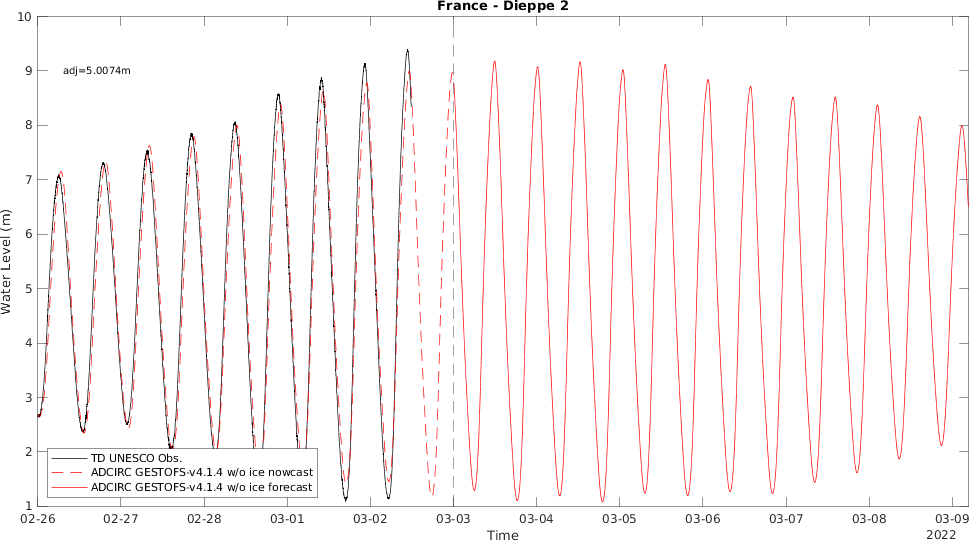 France - Dieppe 2
10
9
8
7
6
5
4
3
2
1
Water Level (m)
adj=5.0074m
TD UNESCO Obs.
ADCIRC GESTOFS-v4.1.4 w/o ice nowcast
ADCIRC GESTOFS-v4.1.4 w/o ice forecast
02-26 02-27 02-28 03-01 03-02 03-03 03-04 03-05 03-06 03-07 03-08 03-09
Time
2022